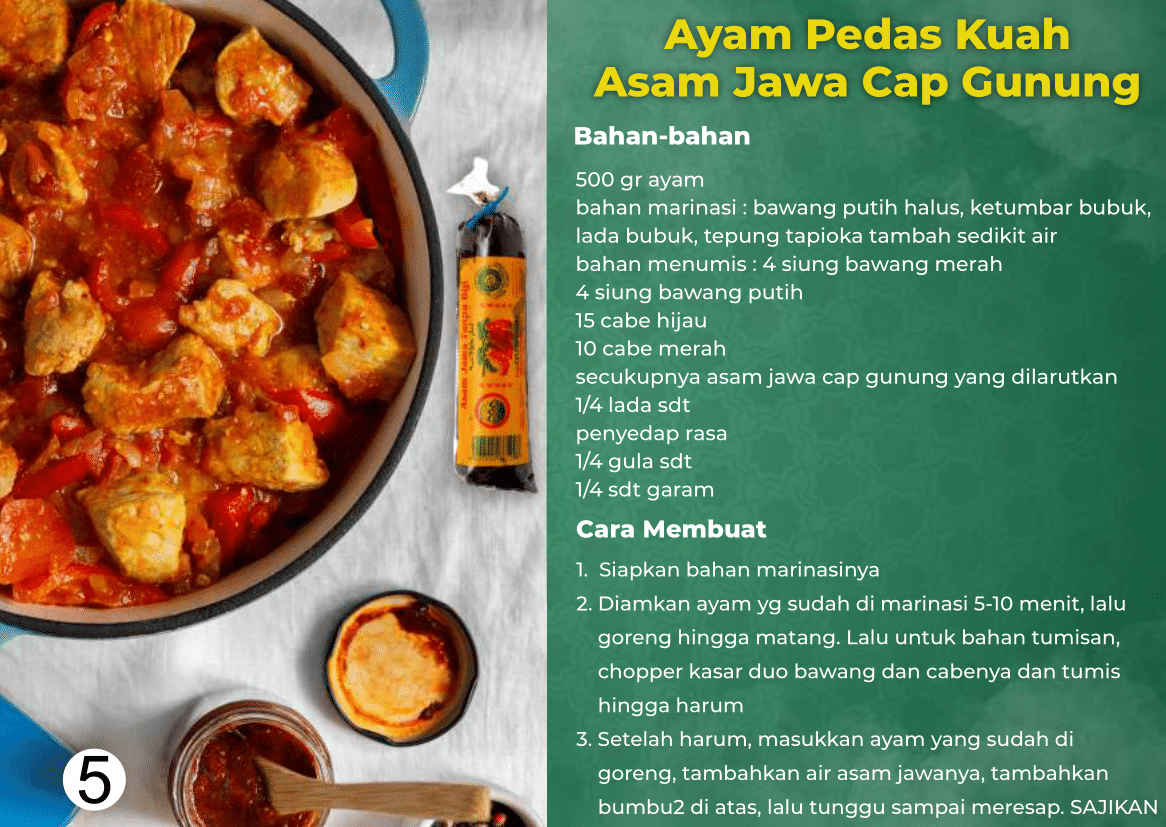 Ayam Pedas Kuah
Asam Jawa Cap Gunung
Bahan-bahan
500 gr ayam
bahan marinasi : bawang putih halus, ketumbar bubuk,
lada bubuk, tepung tapioka tambah sedikit air
bahan menumis : 4 siung bawang merah
4 siung bawang putih
15 cabe hijau
10 cabe merah
secukupnya asam jawa cap gunung yang dilarutkan
1/4 lada sdt
penyedap rasa
1/4 gula sdt
1/4 sdt garam
Cara Membuat
1. Siapkan bahan marinasinya
2. Diamkan ayam yg sudah di marinasi 5-10 menit, lalu
goreng hingga matang. Lalu untuk bahan tumisan,
chopper kasar duo bawang dan cabenya dan tumis
hingga harum
3. Setelah harum, masukkan ayam yang sudah di
goreng, tambahkan air asam jawanya, tambahkan
bumbu2 di atas, lalu tunggu sampai meresap. SAJIKAN
Asam Jawa Tanpa Biji
5